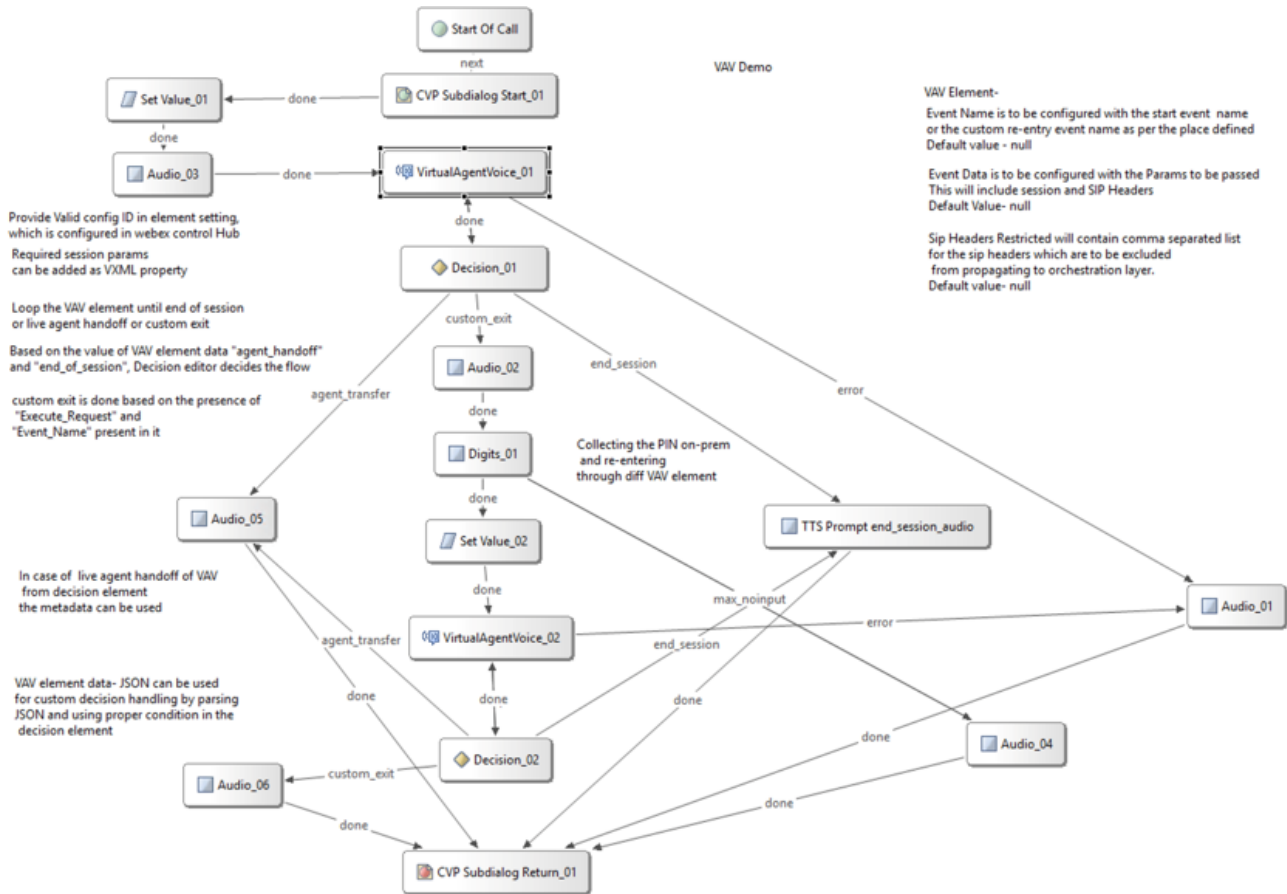 Start Of Call
next
VAV Demo
CVP Subdialog Start_01
done
Set Value_01
done
Audio_03
done
VirtualAgentVoice_01
VAV Element-
Event Name is to be configured with the start event name
or the custom re-entry event name as per the place defined
Default value - null
Event Data is to be configured with the Params to be passed
This will include session and SIP Headers
Default Value- null
Sip Headers Restricted will contain comma separated list
for the sip headers which are to be excluded
from propagating to orchestration layer.
Default value- null
Provide Valid config ID in element setting,
which is configured in webex control Hub
Required session params
can be added as VXML property
Loop the VAV element until end of session
or live agent handoff or custom exit
Based on the value of VAV element data "agent_handoff"
and "end_of_session", Decision editor decides the flow
custom exit is done based on the presence of
"Execute_Request" and
"Event_Name" present in it
done
Decision_01
custom_exit
end_session
agent_transfer
error
Audio_02
done
Digits_01
Collecting the PIN on-prem
and re-entering
through diff VAV element
done
Audio_05
Set Value_02
TTS Prompt end_session_audio
In case of live agent handoff of VAV
from decision element
the metadata can be used
done
max_noinput
Audio_01
VirtualAgentVoice_02
error
agent_transfer
end_session
VAV element data- JSON can be used
for custom decision handling by parsing
JSON and using proper condition in the
decision element
done
done
done
done
Decision_02
Audio_04
custom_exit
Audio_06
done
done
CVP Subdialog Return_01